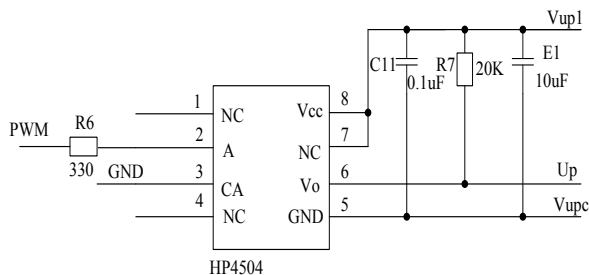 Vup1
C11
0.1uF
R7
20K
E1
10uF
1
NC
Vcc
8
PWM
R6
330
2
A
NC
7
GND
3
CA
Vo
6
Up
4
NC
GND
5
Vupc
HP4504